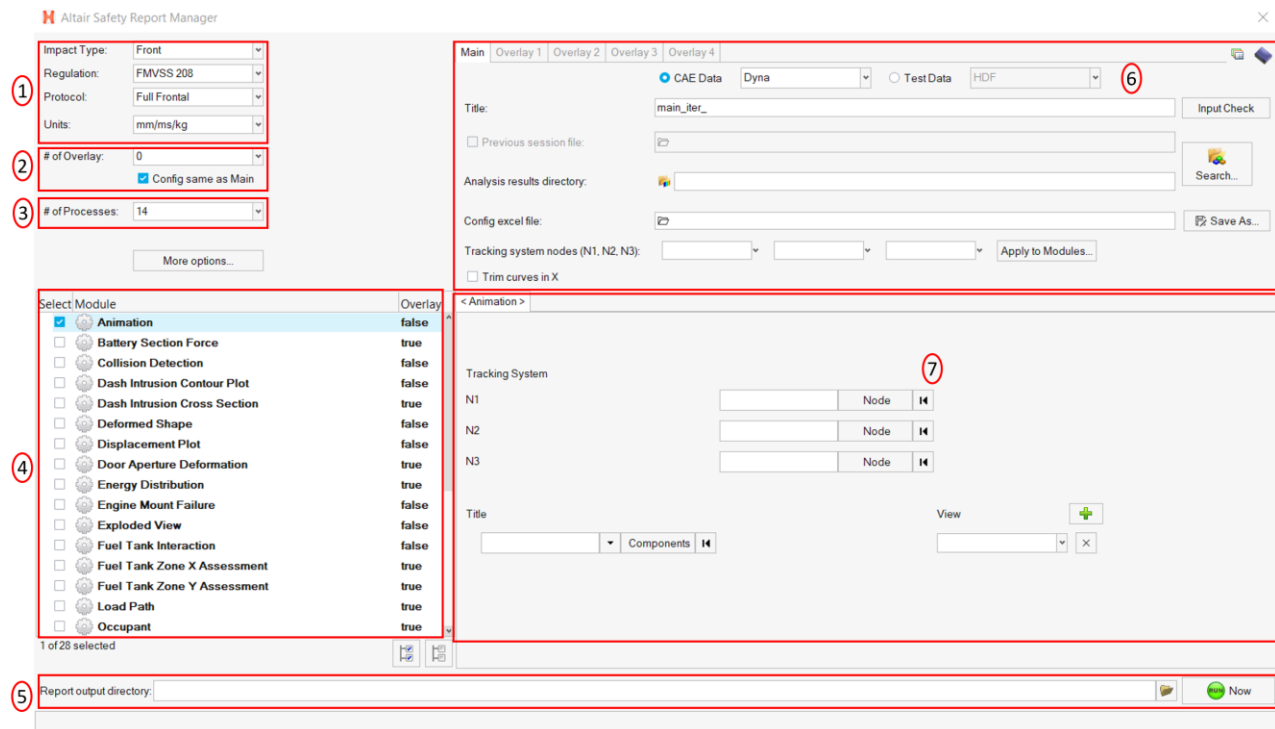 Altair Safety Report Manager
1
Impact Type: Front
Regulation: FMVSS 208
Protocol: Full Frontal
Units: mm/ms/kg
2
# of Overlay: 0
Config same as Main
3
# of Processes: 14
More options...
Main Overlay 1 Overlay 2 Overlay 3 Overlay 4
6
CAE Data Dyna Test Data HDF
Title: main_iter_ Input Check
Previous session file:
Search...
Analysis results directory:
Config excel file: Save As...
Tracking system nodes (N1, N2, N3): Apply to Modules...
Trim curves in X
4
Select Module Overlay
Animation false
Battery Section Force true
Collision Detection false
Dash Intrusion Contour Plot false
Dash Intrusion Cross Section true
Deformed Shape false
Displacement Plot false
Door Aperture Deformation true
Energy Distribution true
Engine Mount Failure false
Exploded View false
Fuel Tank Interaction false
Fuel Tank Zone X Assessment true
Fuel Tank Zone Y Assessment true
Load Path true
Occupant true
1 of 28 selected
< Animation >
7
Tracking System
N1 Node
N2 Node
N3 Node
Title View
Components
5
Report output directory: RUN Now